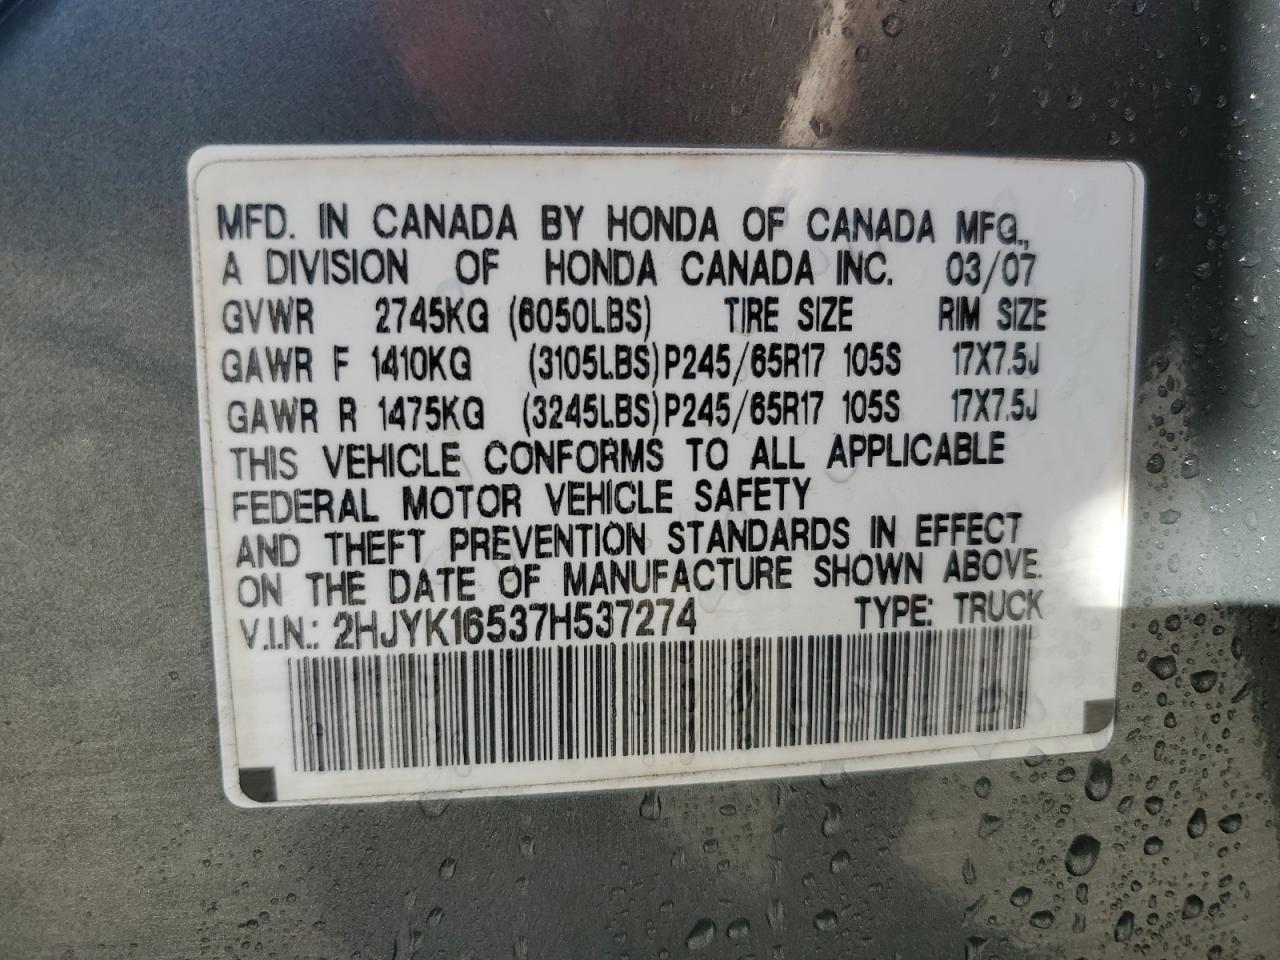 MFD. IN CANADA BY HONDA OF CANADA MFG.,
A DIVISION OF HONDA CANADA INC. 03/07
GVWR 2745KG (6050LBS) TIRE SIZE RIM SIZE
GAWR F 1410KG (3105LBS) P245/65R17 105S 17X7.5J
GAWR R 1475KG (3245LBS) P245/65R17 105S 17X7.5J
THIS VEHICLE CONFORMS TO ALL APPLICABLE
FEDERAL MOTOR VEHICLE SAFETY
AND THEFT PREVENTION STANDARDS IN EFFECT
ON THE DATE OF MANUFACTURE SHOWN ABOVE.
V.I.N.: 2HJYK16537H537274 TYPE: TRUCK